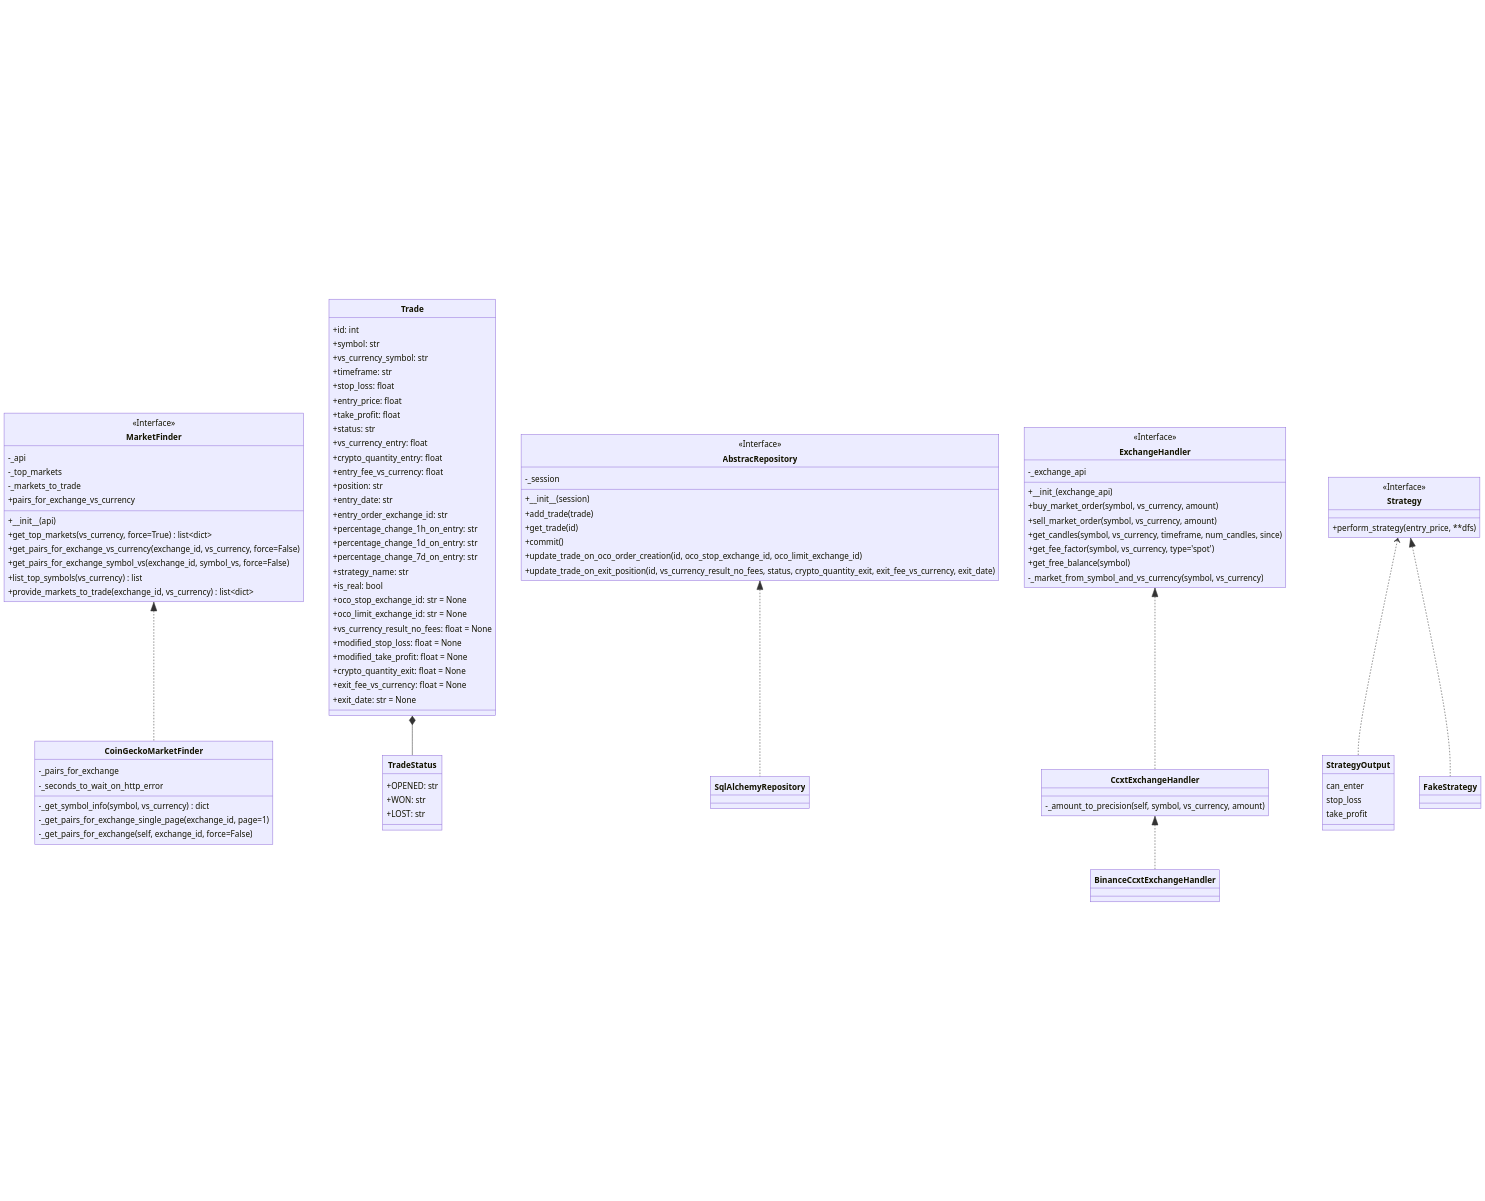 «Interface»
MarketFinder
-_api
-_top_markets
-_markets_to_trade
+pairs_for_exchange_vs_currency
+__init__(api)
+get_top_markets(vs_currency, force=True) : list<dict>
+get_pairs_for_exchange_vs_currency(exchange_id, vs_currency, force=False)
+get_pairs_for_exchange_symbol_vs(exchange_id, symbol_vs, force=False)
+list_top_symbols(vs_currency) : list
+provide_markets_to_trade(exchange_id, vs_currency) : list<dict>
CoinGeckoMarketFinder
-_pairs_for_exchange
-_seconds_to_wait_on_http_error
-_get_symbol_info(symbol, vs_currency) : dict
-_get_pairs_for_exchange_single_page(exchange_id, page=1)
-_get_pairs_for_exchange(self, exchange_id, force=False)
Trade
+id: int
+symbol: str
+vs_currency_symbol: str
+timeframe: str
+stop_loss: float
+entry_price: float
+take_profit: float
+status: str
+vs_currency_entry: float
+crypto_quantity_entry: float
+entry_fee_vs_currency: float
+position: str
+entry_date: str
+entry_order_exchange_id: str
+percentage_change_1h_on_entry: str
+percentage_change_1d_on_entry: str
+percentage_change_7d_on_entry: str
+strategy_name: str
+is_real: bool
+oco_stop_exchange_id: str = None
+oco_limit_exchange_id: str = None
+vs_currency_result_no_fees: float = None
+modified_stop_loss: float = None
+modified_take_profit: float = None
+crypto_quantity_exit: float = None
+exit_fee_vs_currency: float = None
+exit_date: str = None
TradeStatus
+OPENED: str
+WON: str
+LOST: str
«Interface»
AbstracRepository
-_session
+__init__(session)
+add_trade(trade)
+get_trade(id)
+commit()
+update_trade_on_oco_order_creation(id, oco_stop_exchange_id, oco_limit_exchange_id)
+update_trade_on_exit_position(id, vs_currency_result_no_fees, status, crypto_quantity_exit, exit_fee_vs_currency, exit_date)
SqlAlchemyRepository
«Interface»
ExchangeHandler
-_exchange_api
+__init_(exchange_api)
+buy_market_order(symbol, vs_currency, amount)
+sell_market_order(symbol, vs_currency, amount)
+get_candles(symbol, vs_currency, timeframe, num_candles, since)
+get_fee_factor(symbol, vs_currency, type='spot')
+get_free_balance(symbol)
-_market_from_symbol_and_vs_currency(symbol, vs_currency)
CcxtExchangeHandler
-_amount_to_precision(self, symbol, vs_currency, amount)
BinanceCcxtExchangeHandler
«Interface»
Strategy
+perform_strategy(entry_price, **dfs)
StrategyOutput
can_enter
stop_loss
take_profit
FakeStrategy